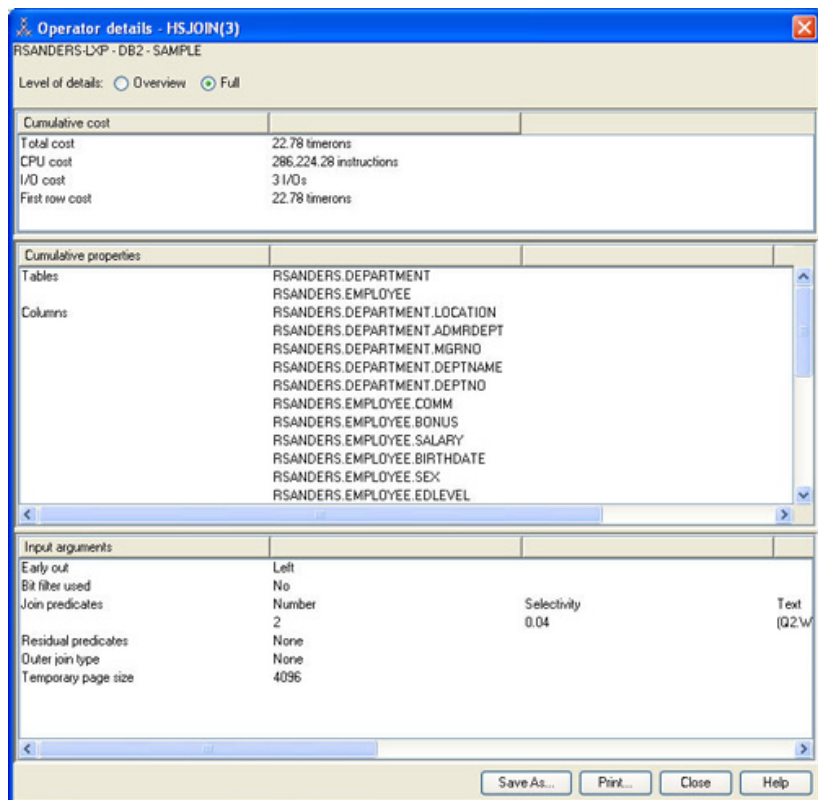 Operator details - HSJOIN(3)
RSANDERS-LXP - DB2 - SAMPLE
Level of details: Overview Full
Cumulative cost
Total cost 22.78 timerons
CPU cost 286,224.28 instructions
I/O cost 3 I/Os
First row cost 22.78 timerons
Cumulative properties
Tables RSANDERS.DEPARTMENT
RSANDERS.EMPLOYEE
Columns RSANDERS.DEPARTMENT.LOCATION
RSANDERS.DEPARTMENT.ADMRDEPT
RSANDERS.DEPARTMENT.MGRNO
RSANDERS.DEPARTMENT.DEPTNAME
RSANDERS.DEPARTMENT.DEPTNO
RSANDERS.EMPLOYEE.COMM
RSANDERS.EMPLOYEE.BONUS
RSANDERS.EMPLOYEE.SALARY
RSANDERS.EMPLOYEE.BIRTHDATE
RSANDERS.EMPLOYEE.SEX
RSANDERS.EMPLOYEE.EDLEVEL
Input arguments
Early out Left
Bit filter used No
Join predicates Number Selectivity Text
2 0.04 (Q2.W
Residual predicates None
Outer join type None
Temporary page size 4096
Save As... Print... Close Help